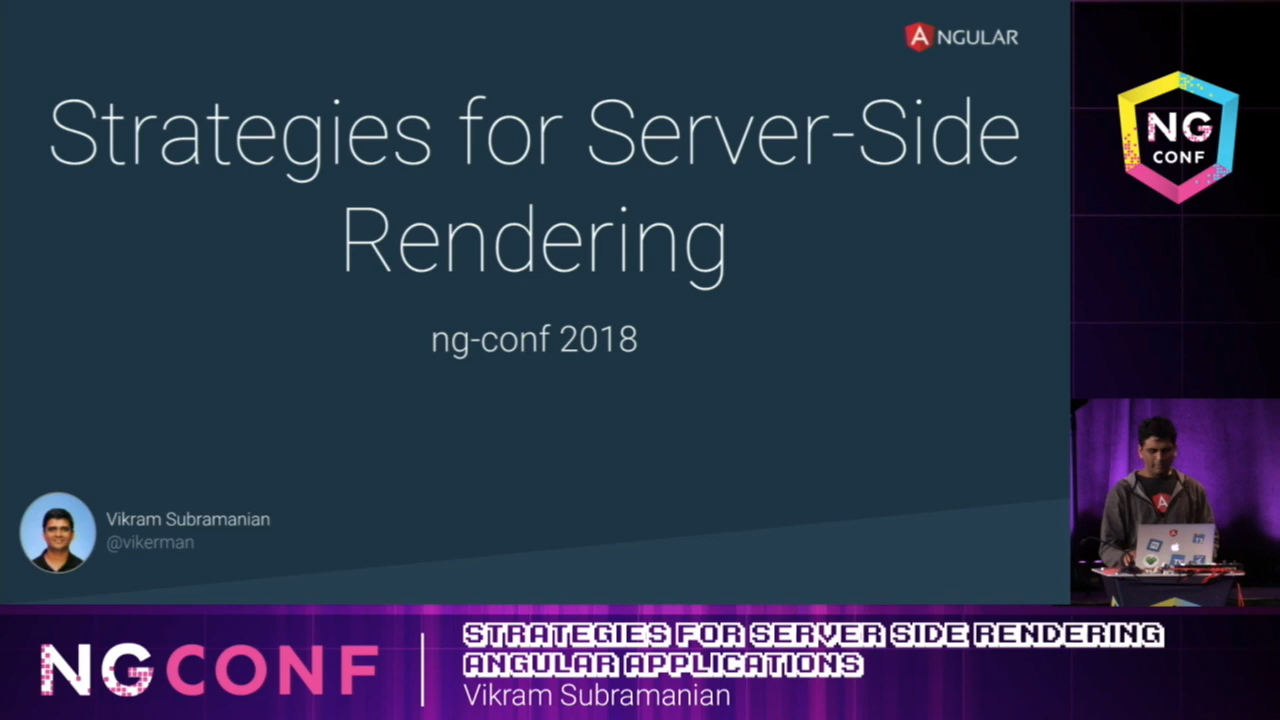 ANGULAR
Strategies for Server-Side
Rendering
ng-conf 2018
Vikram Subramanian
@vikerman
NG
CONF
NGCONF
STRATEGIES FOR SERVER SIDE RENDERING
ANGULAR APPLICATIONS
Vikram Subramanian